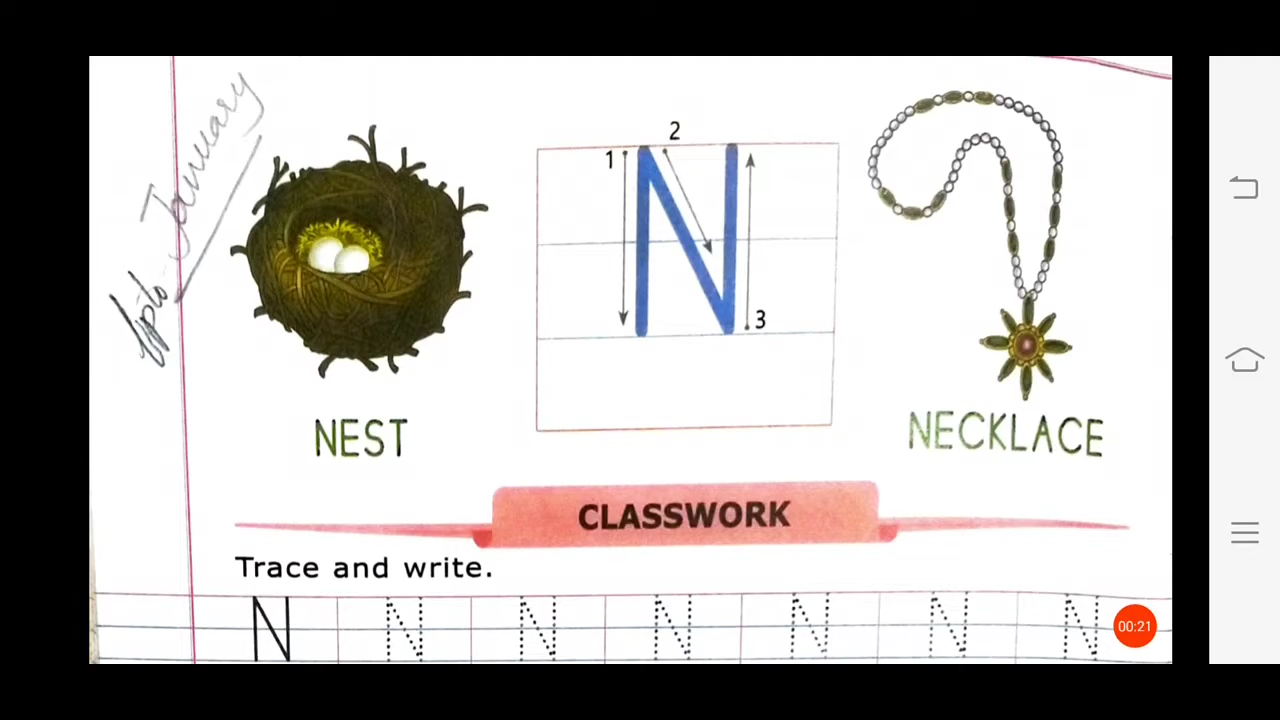 Upto - January
1 2 3
N
NEST
NECKLACE
CLASSWORK
Trace and write.
N N N N N N N
00:21